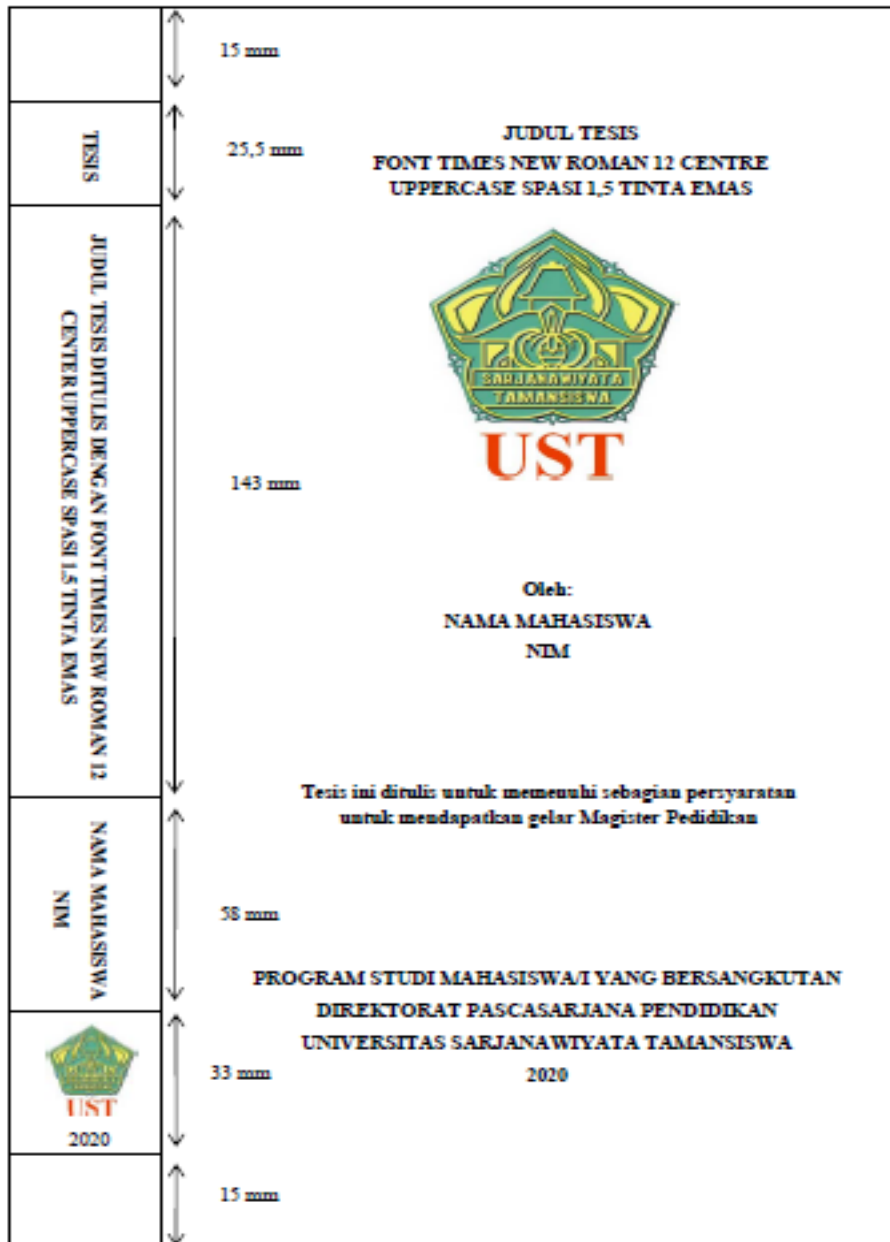 15 mm
TESIS
25,5 mm
JUDUL TESIS
FONT TIMES NEW ROMAN 12 CENTRE
UPPERCASE SPASI 1,5 TINTA EMAS
SARJANAWIYATA
TAMANSISWA
UST
JUDUL TESIS DITULIS DENGAN FONT TIMES NEW ROMAN 12
CENTER UPPERCASE SPASI 1,5 TINTA EMAS
143 mm
Oleh:
NAMA MAHASISWA
NIM
Tesis ini ditulis untuk memenuhi sebagian persyaratan
untuk mendapatkan gelar Magister Pedidikan
NAMA MAHASISWA
NIM
58 mm
PROGRAM STUDI MAHASISWA/I YANG BERSANGKUTAN
DIREKTORAT PASCASARJANA PENDIDIKAN
UNIVERSITAS SARJANAWIYATA TAMANSISWA
2020
UST
2020
33 mm
15 mm